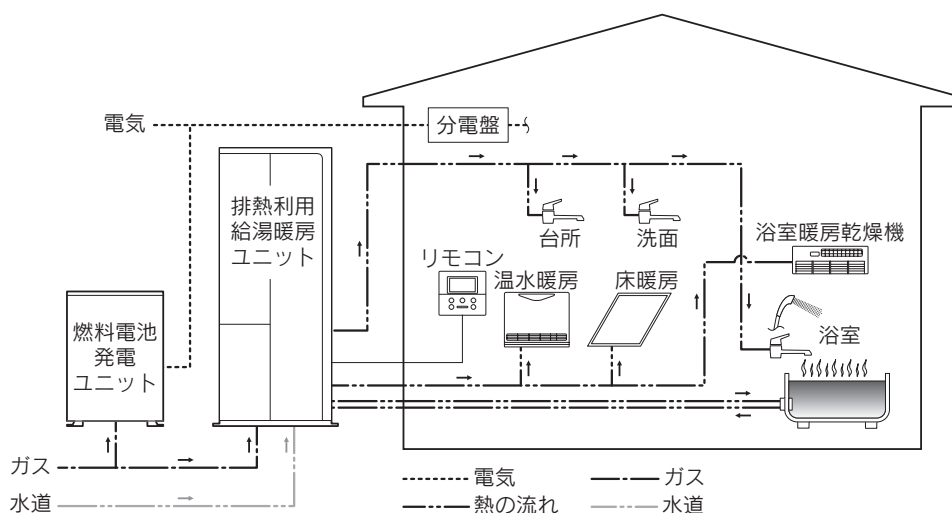 電気
分電盤
排熱利用
給湯暖房
ユニット
台所
洗面
浴室暖房乾燥機
リモコン
温水暖房
床暖房
浴室
燃料電池
発電
ユニット
ガス
水道
電気
ガス
熱の流れ
水道